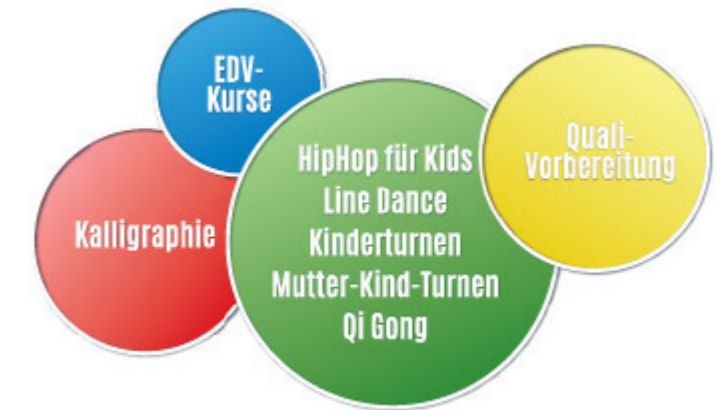 EDV-
Kurse
Kalligraphie
HipHop für Kids
Line Dance
Kinderturnen
Mutter-Kind-Turnen
Qi Gong
Quali-
Vorbereitung